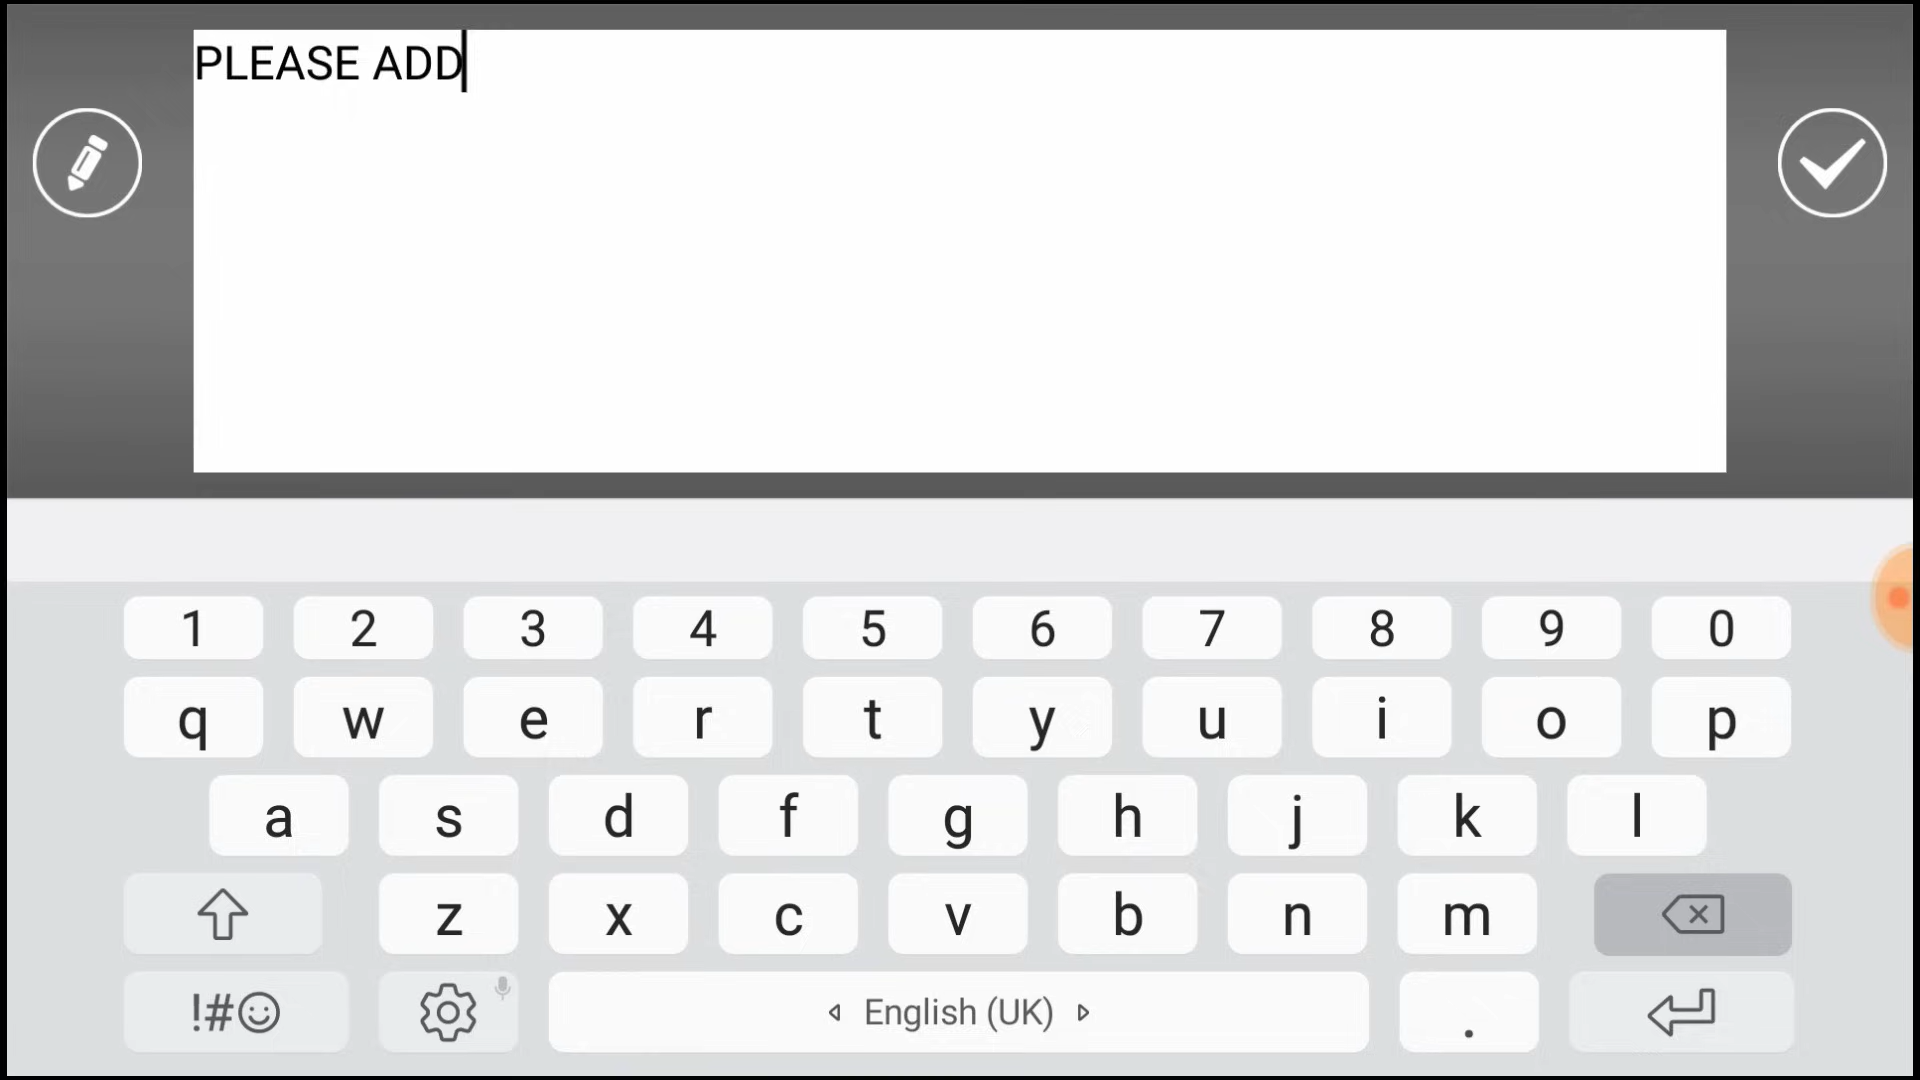 PLEASE ADD
1 2 3 4 5 6 7 8 9 0
q w e r t y u i o p
a s d f g h j k l
z x c v b n m
!#☺ English (UK) .